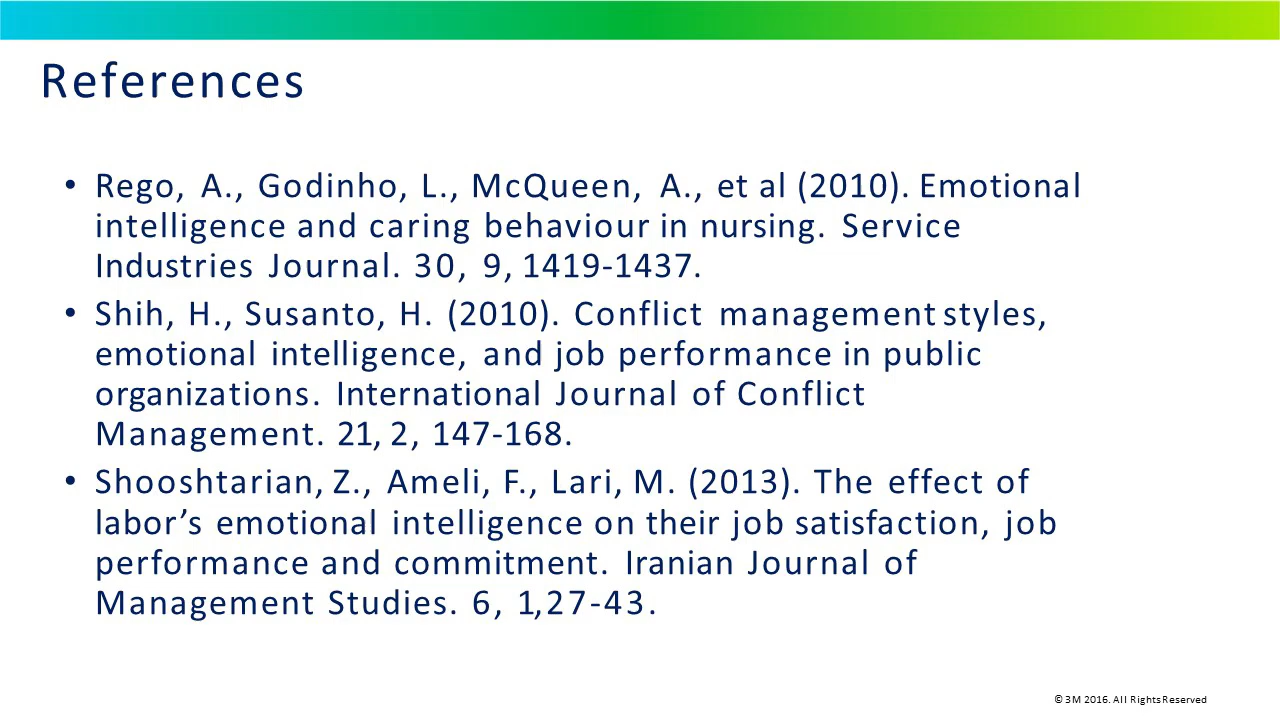 References
• Rego, A., Godinho, L., McQueen, A., et al (2010). Emotional
intelligence and caring behaviour in nursing. Service
Industries Journal. 30, 9, 1419-1437.
• Shih, H., Susanto, H. (2010). Conflict management styles,
emotional intelligence, and job performance in public
organizations. International Journal of Conflict
Management. 21, 2, 147-168.
• Shooshtarian, Z., Ameli, F., Lari, M. (2013). The effect of
labor’s emotional intelligence on their job satisfaction, job
performance and commitment. Iranian Journal of
Management Studies. 6, 1,27-43.
© 3M 2016. All Rights Reserved